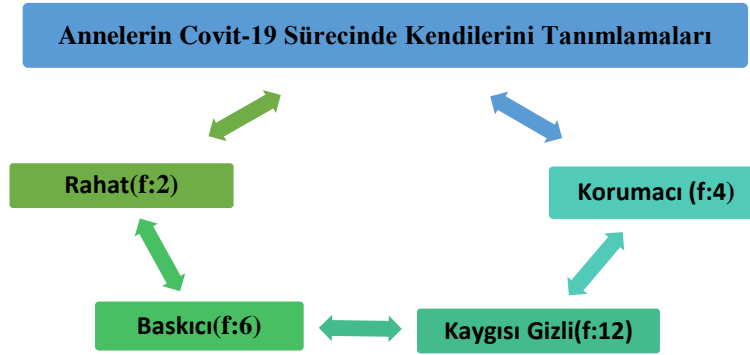 Annelerin Covit-19 Sürecinde Kendilerini Tanımlamaları
Rahat(f:2)
Korumacı (f:4)
Baskıcı(f:6)
Kaygısı Gizli(f:12)